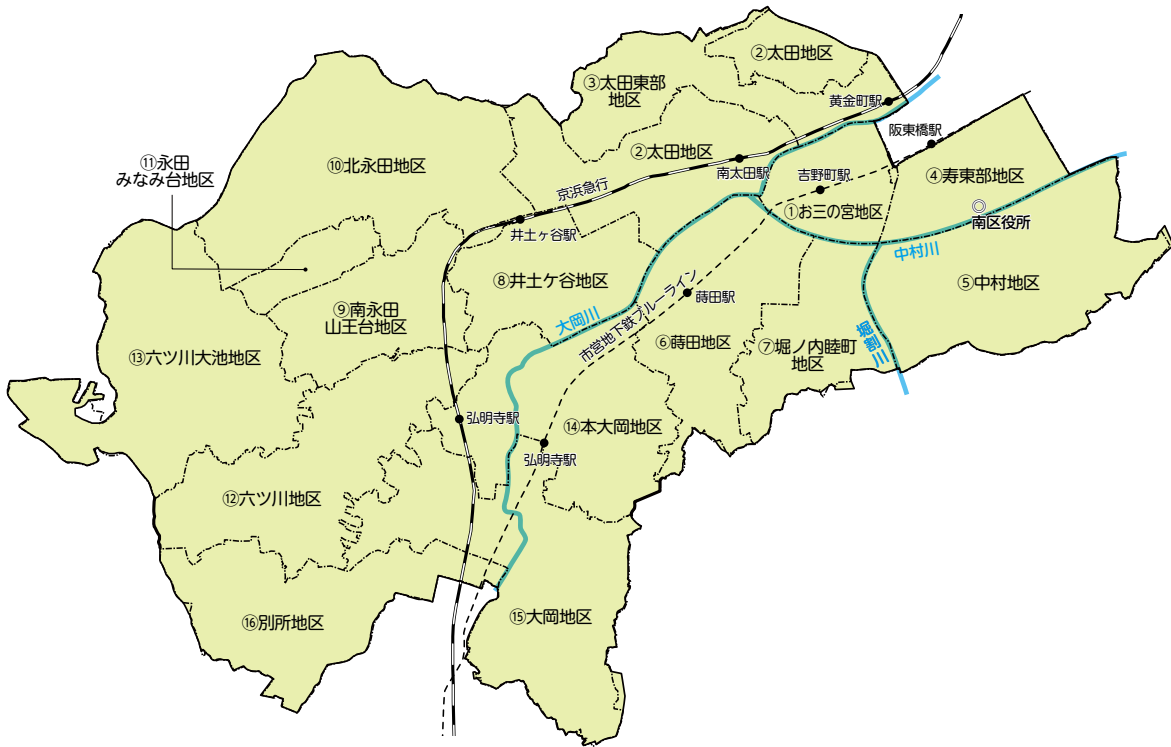 ②太田地区
③太田東部
地区
黄金町駅
阪東橋駅
⑪永田
みなみ台地区
⑩北永田地区
②太田地区
南太田駅
吉野町駅
④寿東部地区
京浜急行
①お三の宮地区
◎
南区役所
井土ヶ谷駅
中村川
⑧井土ケ谷地区
⑤中村地区
大岡川
市営地下鉄ブルーライン
蒔田駅
⑨南永田
山王台地区
⑥蒔田地区
⑦堀ノ内睦町
地区
堀割川
⑬六ツ川大池地区
弘明寺駅
⑭本大岡地区
弘明寺駅
⑫六ツ川地区
⑯別所地区
⑮大岡地区